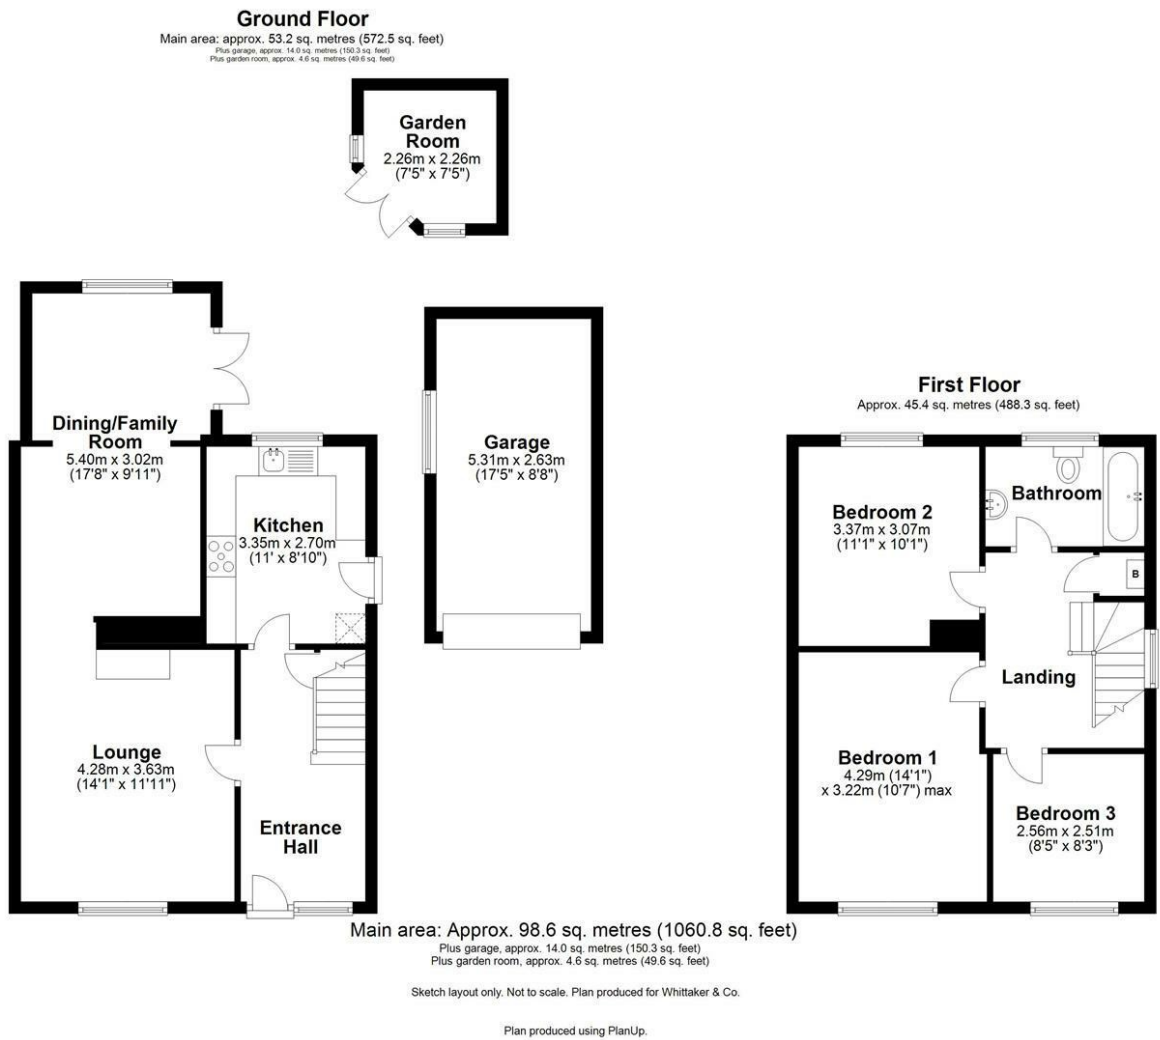 Ground Floor
Main area: approx. 53.2 sq. metres (572.5 sq. feet)
Plus garage, approx. 14.0 sq. metres (150.3 sq. feet)
Plus garden room, approx. 4.6 sq. metres (49.6 sq. feet)
Garden
Room
2.26m x 2.26m
(7'5" x 7'5")
Dining/Family
Room
5.40m x 3.02m
(17'8" x 9'11")
Kitchen
3.35m x 2.70m
(11' x 8'10")
Garage
5.31m x 2.63m
(17'5" x 8'8")
Lounge
4.28m x 3.63m
(14'1" x 11'11")
Entrance
Hall
First Floor
Approx. 45.4 sq. metres (488.3 sq. feet)
Bedroom 2
3.37m x 3.07m
(11'1" x 10'1")
Bathroom
B
Landing
Bedroom 1
4.29m (14'1")
x 3.22m (10'7") max
Bedroom 3
2.56m x 2.51m
(8'5" x 8'3")
Main area: Approx. 98.6 sq. metres (1060.8 sq. feet)
Plus garage, approx. 14.0 sq. metres (150.3 sq. feet)
Plus garden room, approx. 4.6 sq. metres (49.6 sq. feet)
Sketch layout only. Not to scale. Plan produced for Whittaker & Co.
Plan produced using PlanUp.